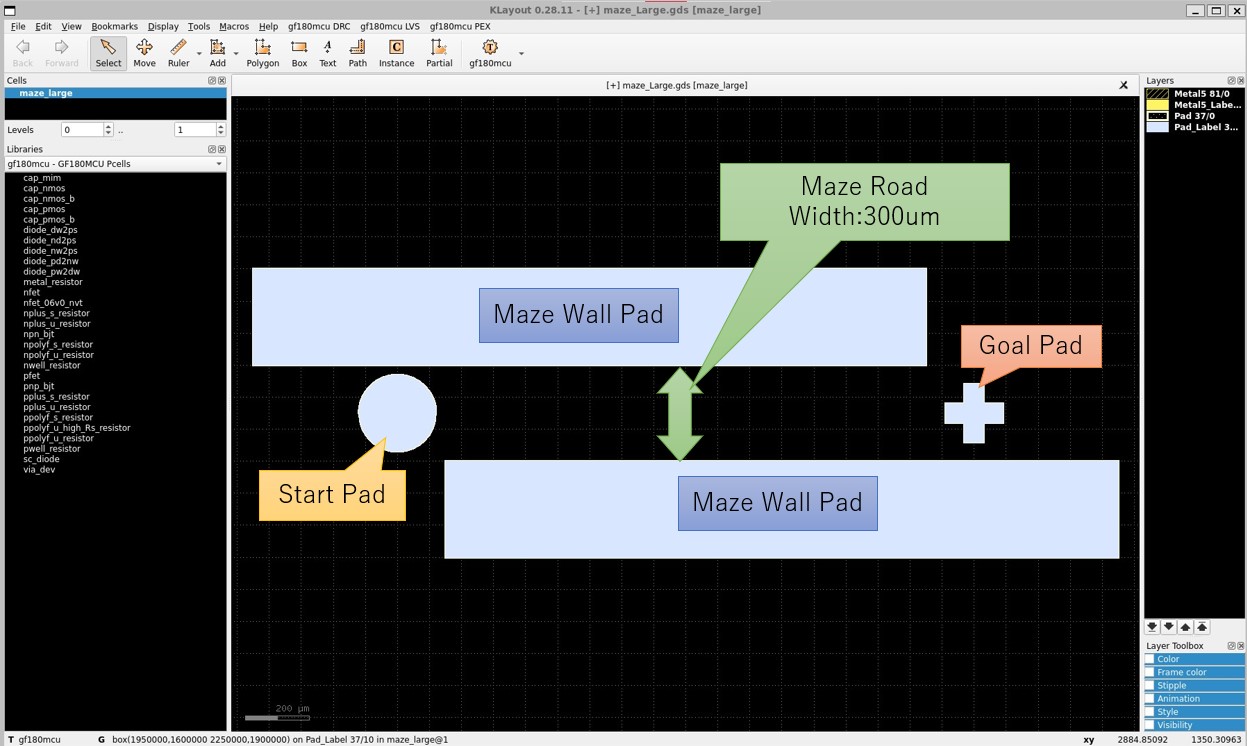 KLayout 0.28.11 - [+] maze_Large.gds [maze_large]
File Edit View Bookmarks Display Tools Macros Help gf180mcu DRC gf180mcu LVS gf180mcu PEX
Back Forward Select Move Ruler Add Polygon Box Text Path Instance Partial gf180mcu
Cells
maze_large
Levels 0 .. 1
Libraries
gf180mcu - GF180MCU Pcells
cap_mim
cap_nmos
cap_nmos_b
cap_pmos
cap_pmos_b
diode_dw2ps
diode_nd2ps
diode_nw2ps
diode_pd2nw
diode_pw2dw
metal_resistor
nfet
nfet_06v0_nvt
nplus_s_resistor
nplus_u_resistor
npn_bjt
npolyf_s_resistor
npolyf_u_resistor
nwell_resistor
pfet
pnp_bjt
pplus_s_resistor
pplus_u_resistor
ppolyf_s_resistor
ppolyf_u_high_Rs_resistor
ppolyf_u_resistor
pwell_resistor
sc_diode
via_dev
[+] maze_Large.gds [maze_large]
Maze Road
Width:300um
Maze Wall Pad
Goal Pad
Start Pad
Maze Wall Pad
200 μm
Layers
Metal5 81/0
Metal5_Labe...
Pad 37/0
Pad_Label 3...
Layer Toolbox
Color
Frame color
Stipple
Animation
Style
Visibility
T gf180mcu G box(1950000,1600000 2250000,1900000) on Pad_Label 37/10 in maze_large@1 xy 2884.85092 1350.30963